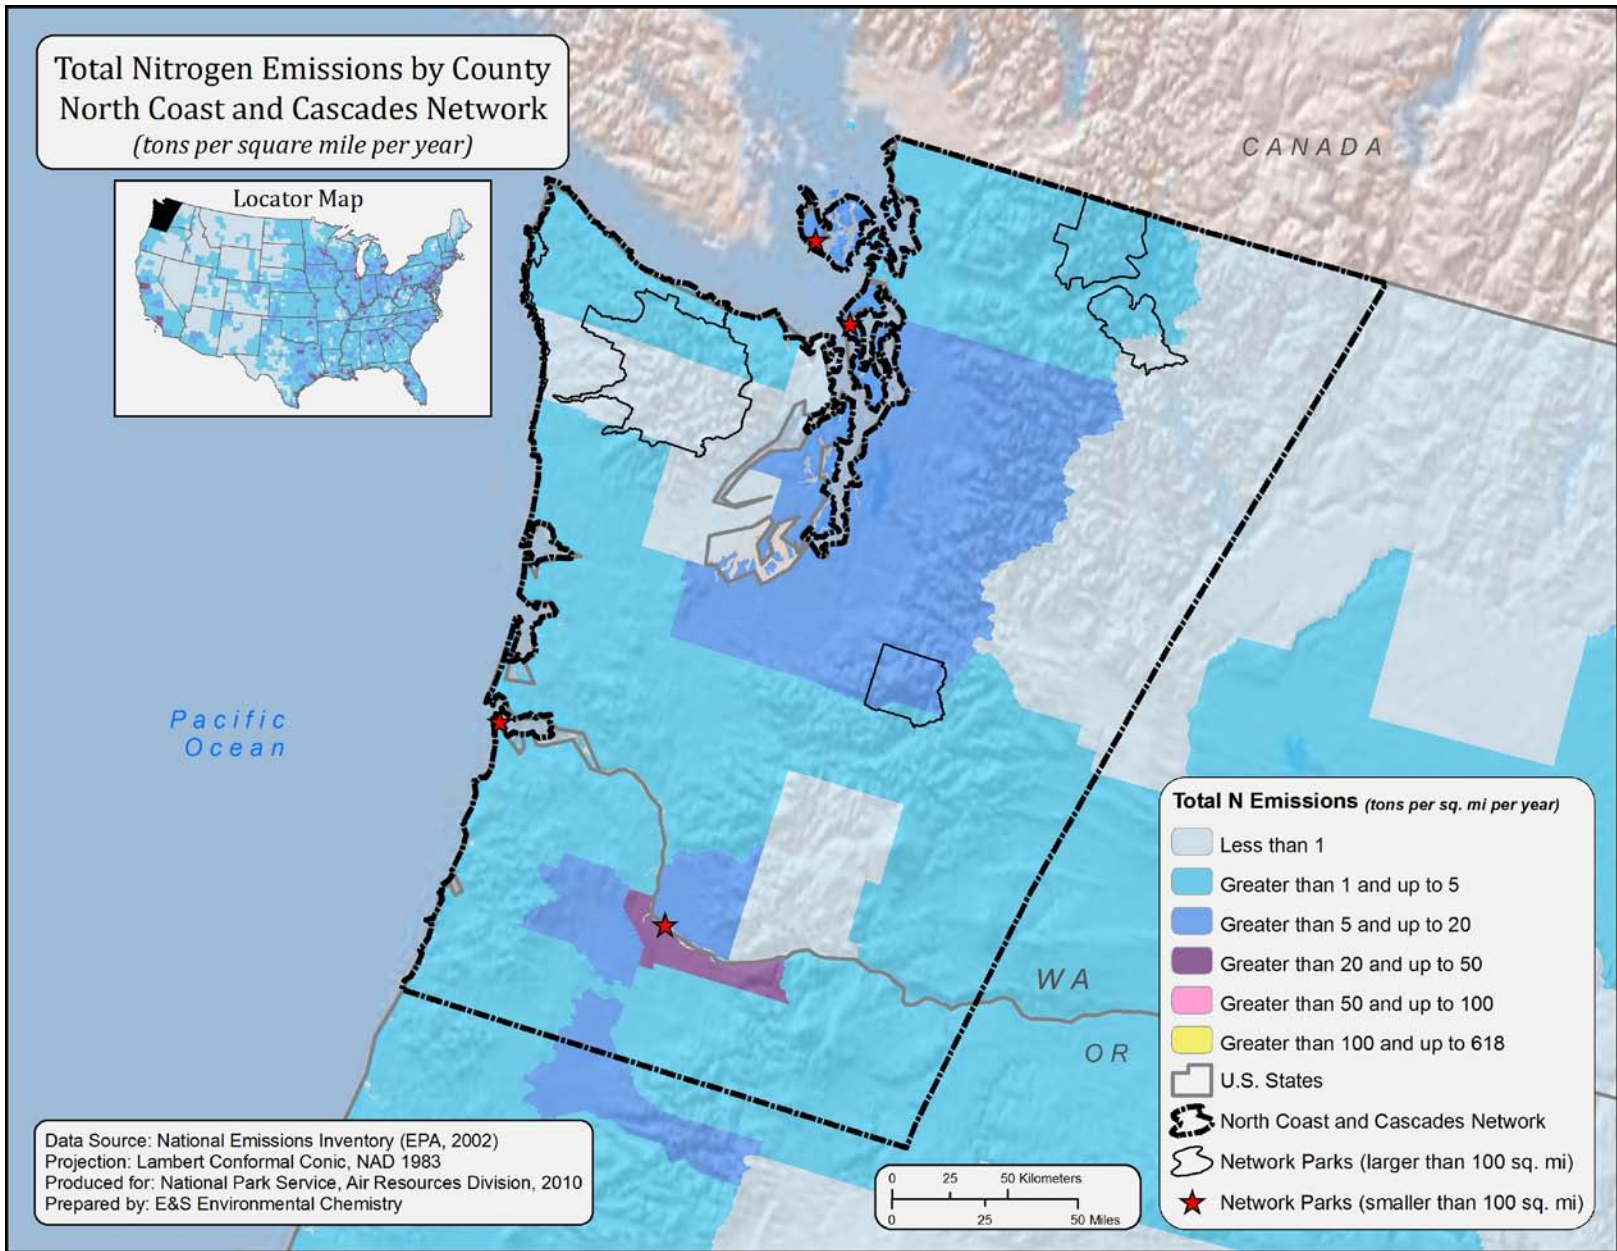 Total Nitrogen Emissions by County
North Coast and Cascades Network
(tons per square mile per year)
Locator Map
CANADA
Pacific
Ocean
WA
OR
Total N Emissions (tons per sq. mi per year)
Less than 1
Greater than 1 and up to 5
Greater than 5 and up to 20
Greater than 20 and up to 50
Greater than 50 and up to 100
Greater than 100 and up to 618
U.S. States
North Coast and Cascades Network
Network Parks (larger than 100 sq. mi)
Network Parks (smaller than 100 sq. mi)
Data Source: National Emissions Inventory (EPA, 2002)
Projection: Lambert Conformal Conic, NAD 1983
Produced for: National Park Service, Air Resources Division, 2010
Prepared by: E&S Environmental Chemistry
0 25 50 Kilometers
0 25 50 Miles